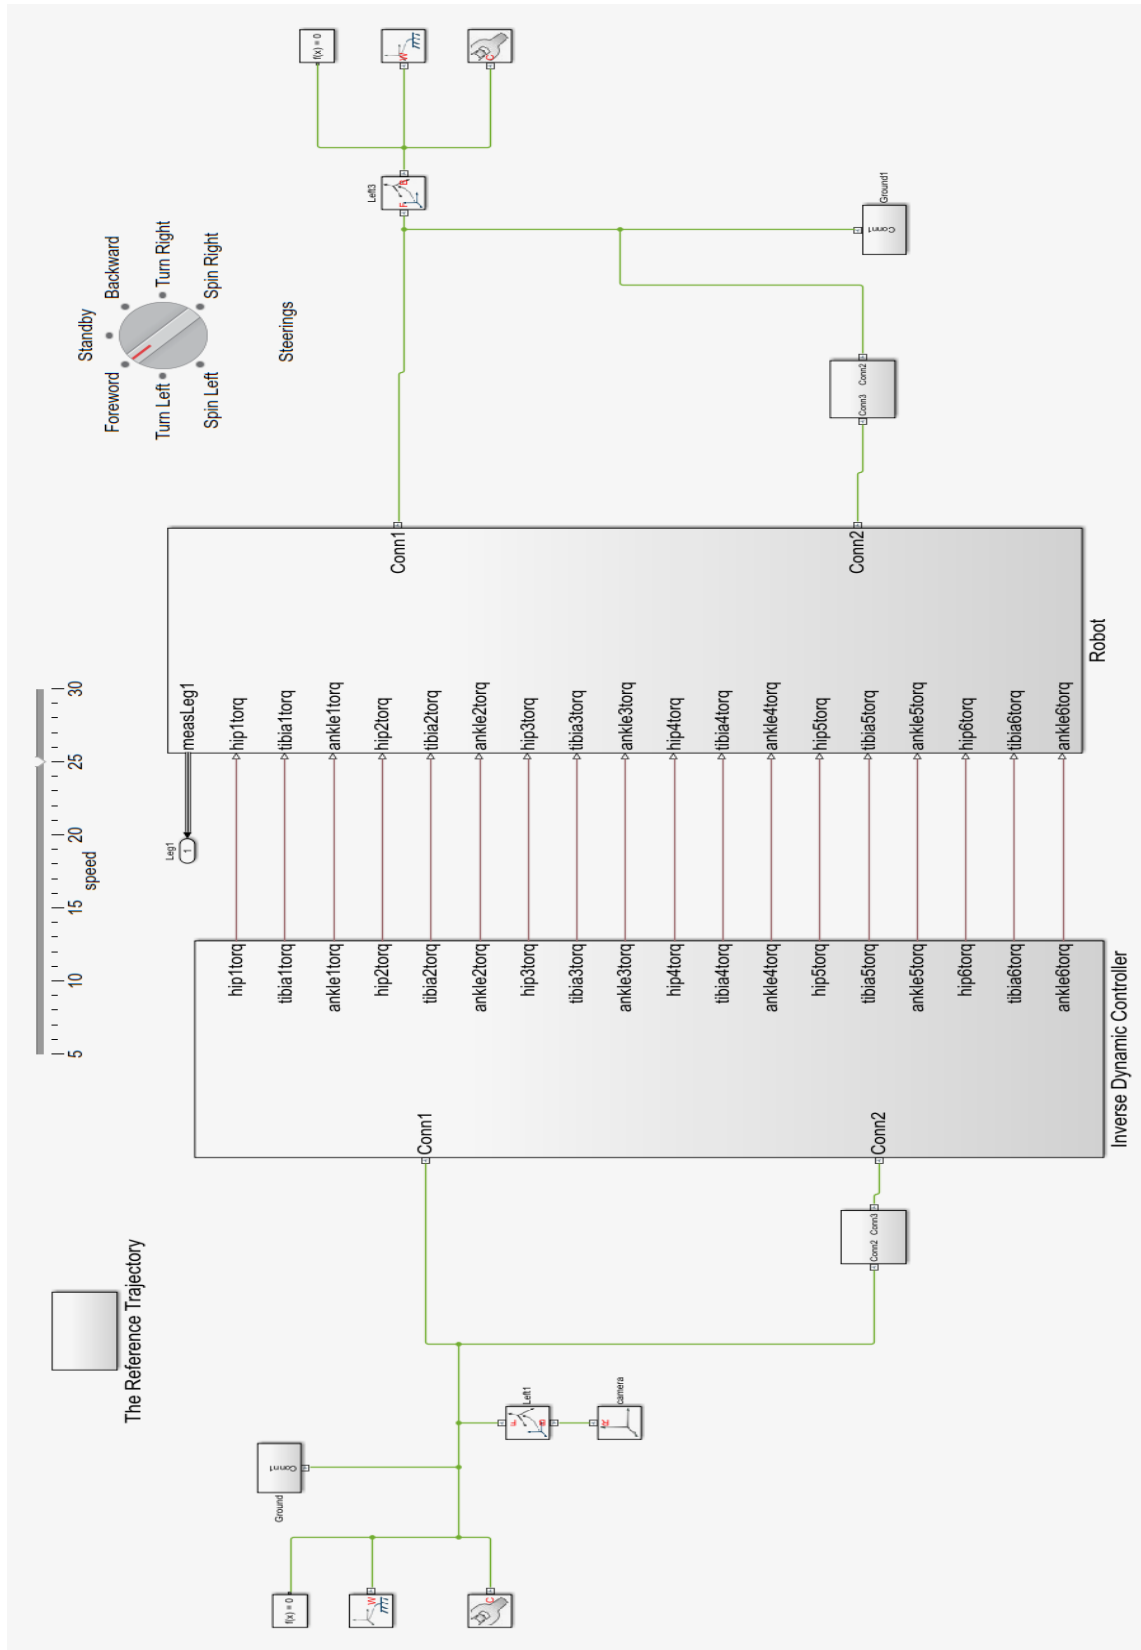 5
10
15
20
25
30
speed
Standby
Foreword
Backward
Turn Left
Turn Right
Spin Left
Spin Right
Steerings
The Reference Trajectory
f(x) = 0
W
C
Ground
Conn1
Left1
F
B
camera
R
Conn2
Conn3
Inverse Dynamic Controller
Conn1
Conn2
hip1torq
tibia1torq
ankle1torq
hip2torq
tibia2torq
ankle2torq
hip3torq
tibia3torq
ankle3torq
hip4torq
tibia4torq
ankle4torq
hip5torq
tibia5torq
ankle5torq
hip6torq
tibia6torq
ankle6torq
Leg1
1
measLeg1
hip1torq
tibia1torq
ankle1torq
hip2torq
tibia2torq
ankle2torq
hip3torq
tibia3torq
ankle3torq
hip4torq
tibia4torq
ankle4torq
hip5torq
tibia5torq
ankle5torq
hip6torq
tibia6torq
ankle6torq
Conn1
Conn2
Robot
Conn3
Conn2
Left3
F
B
f(x) = 0
W
C
Conn1
Ground1